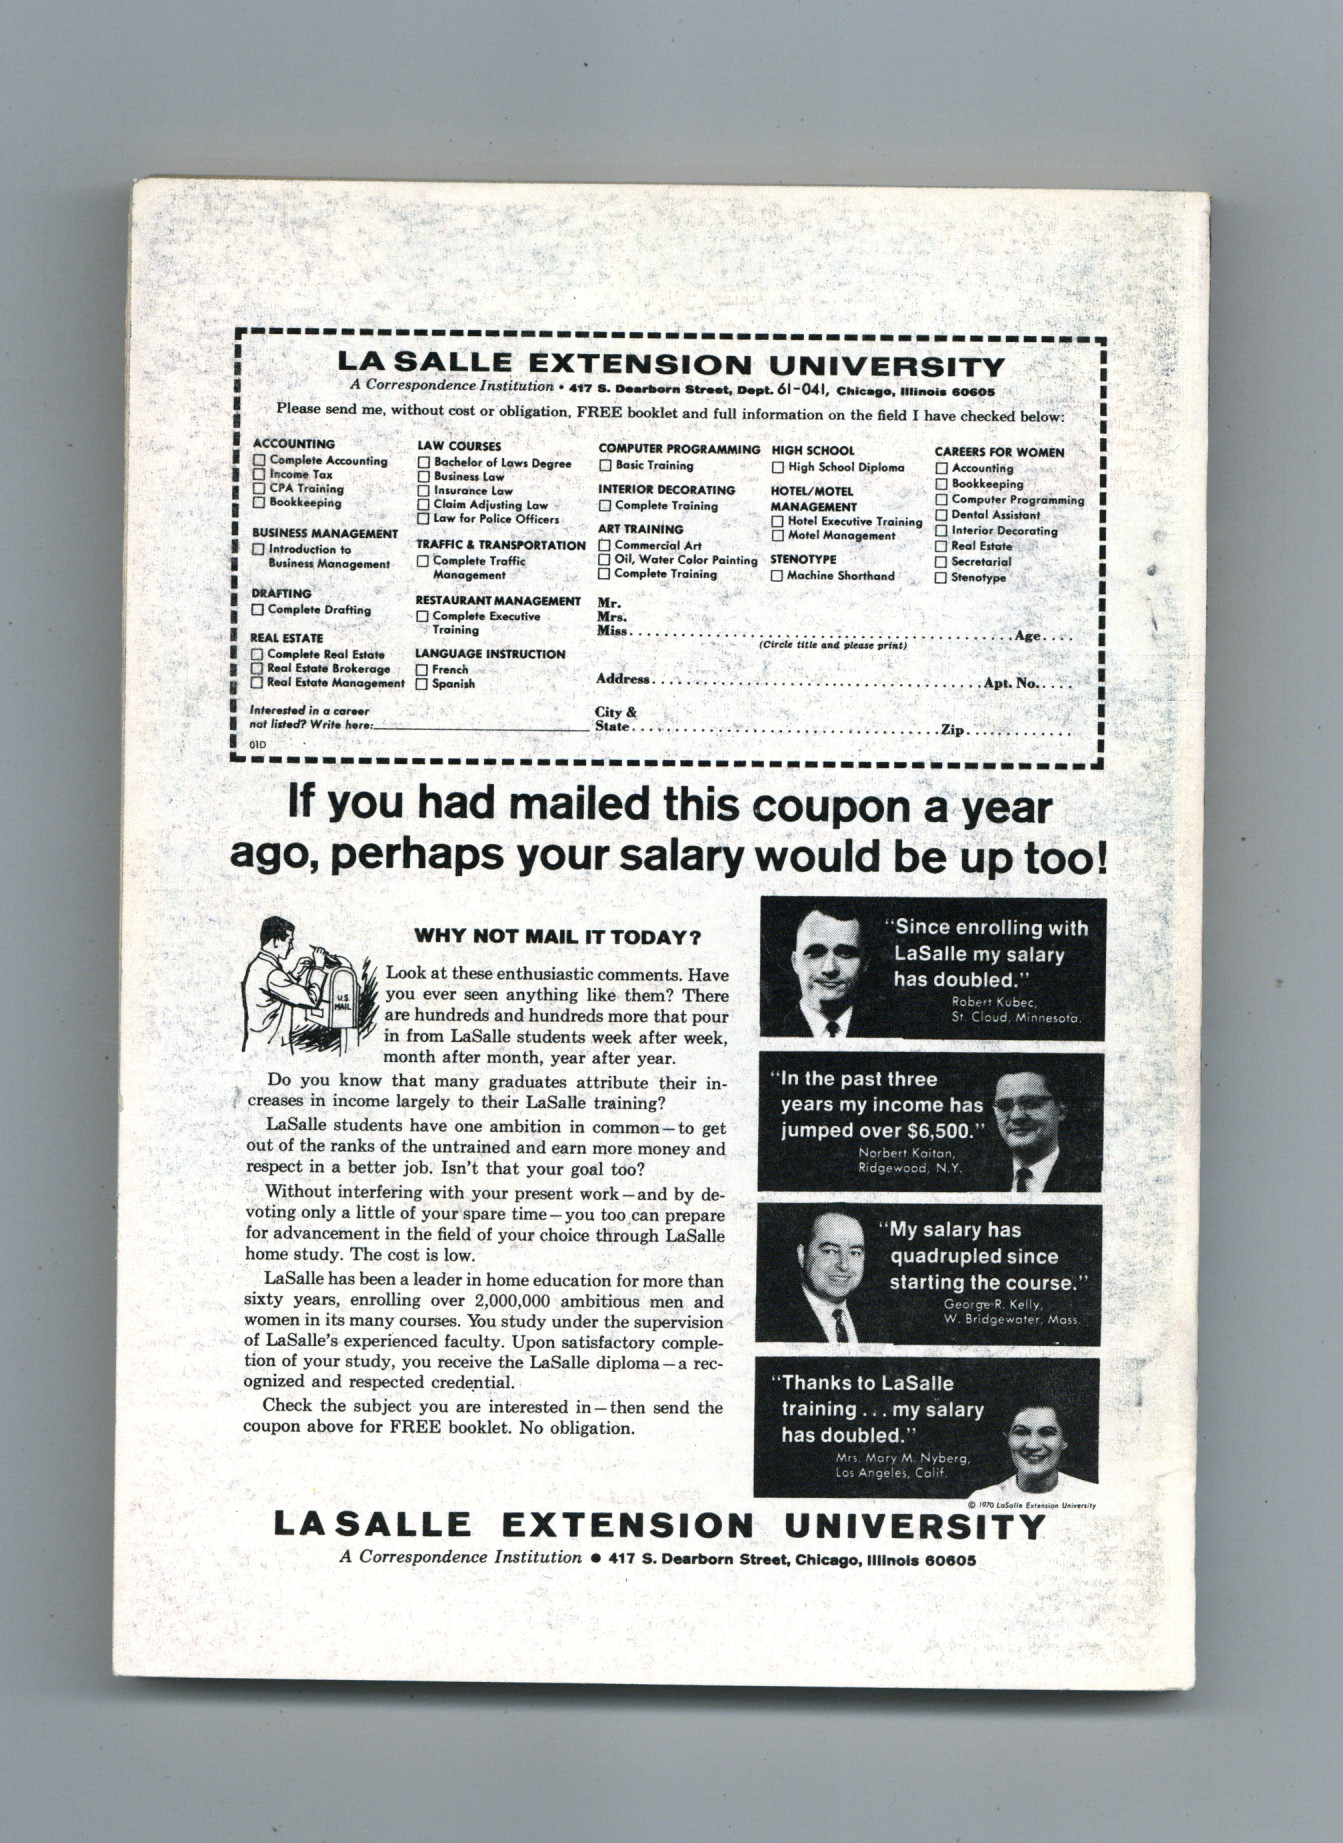 LA SALLE EXTENSION UNIVERSITY
A Correspondence Institution • 417 S. Dearborn Street, Dept. 61-041, Chicago, Illinois 60605
Please send me, without cost or obligation, FREE booklet and full information on the field I have checked below:
ACCOUNTING
Complete Accounting
Income Tax
CPA Training
Bookkeeping
BUSINESS MANAGEMENT
Introduction to
Business Management
DRAFTING
Complete Drafting
REAL ESTATE
Complete Real Estate
Real Estate Brokerage
Real Estate Management
Interested in a career
not listed? Write here:
01D
LAW COURSES
Bachelor of Laws Degree
Business Law
Insurance Law
Claim Adjusting Law
Law for Police Officers
TRAFFIC & TRANSPORTATION
Complete Traffic
Management
RESTAURANT MANAGEMENT
Complete Executive
Training
LANGUAGE INSTRUCTION
French
Spanish
COMPUTER PROGRAMMING
Basic Training
INTERIOR DECORATING
Complete Training
ART TRAINING
Commercial Art
Oil, Water Color Painting
Complete Training
HIGH SCHOOL
High School Diploma
HOTEL/MOTEL
MANAGEMENT
Hotel Executive Training
Motel Management
STENOTYPE
Machine Shorthand
CAREERS FOR WOMEN
Accounting
Bookkeeping
Computer Programming
Dental Assistant
Interior Decorating
Real Estate
Secretarial
Stenotype
Mr.
Mrs.
Miss. Age
(Circle title and please print)
Address Apt. No.
City &
State Zip
If you had mailed this coupon a year
ago, perhaps your salary would be up too!
U.S.
MAIL
WHY NOT MAIL IT TODAY?
Look at these enthusiastic comments. Have
you ever seen anything like them? There
are hundreds and hundreds more that pour
in from LaSalle students week after week,
month after month, year after year.
Do you know that many graduates attribute their in-
creases in income largely to their LaSalle training?
LaSalle students have one ambition in common—to get
out of the ranks of the untrained and earn more money and
respect in a better job. Isn't that your goal too?
Without interfering with your present work—and by de-
voting only a little of your spare time—you too can prepare
for advancement in the field of your choice through LaSalle
home study. The cost is low.
LaSalle has been a leader in home education for more than
sixty years, enrolling over 2,000,000 ambitious men and
women in its many courses. You study under the supervision
of LaSalle's experienced faculty. Upon satisfactory comple-
tion of your study, you receive the LaSalle diploma—a rec-
ognized and respected credential.
Check the subject you are interested in—then send the
coupon above for FREE booklet. No obligation.
"Since enrolling with
LaSalle my salary
has doubled."
Robert Kubec,
St. Cloud, Minnesota.
"In the past three
years my income has
jumped over $6,500."
Norbert Kaitan,
Ridgewood, N.Y.
"My salary has
quadrupled since
starting the course."
George R. Kelly,
W. Bridgewater, Mass.
"Thanks to LaSalle
training ... my salary
has doubled."
Mrs. Mary M. Nyberg,
Los Angeles, Calif.
© 1970 LaSalle Extension University
LA SALLE EXTENSION UNIVERSITY
A Correspondence Institution • 417 S. Dearborn Street, Chicago, Illinois 60605